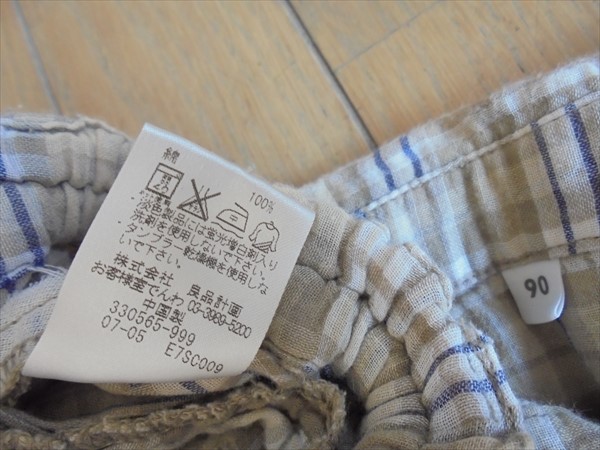 綿 100%
・淡色製品には蛍光増白剤入り
洗剤を使用しないで下さい。
・タンブラー乾燥機を使用しな
いで下さい。
株式会社 良品計画
お客様室でんわ 03-3989-5200
330565-999
中国製
07-05 E7SC009
90